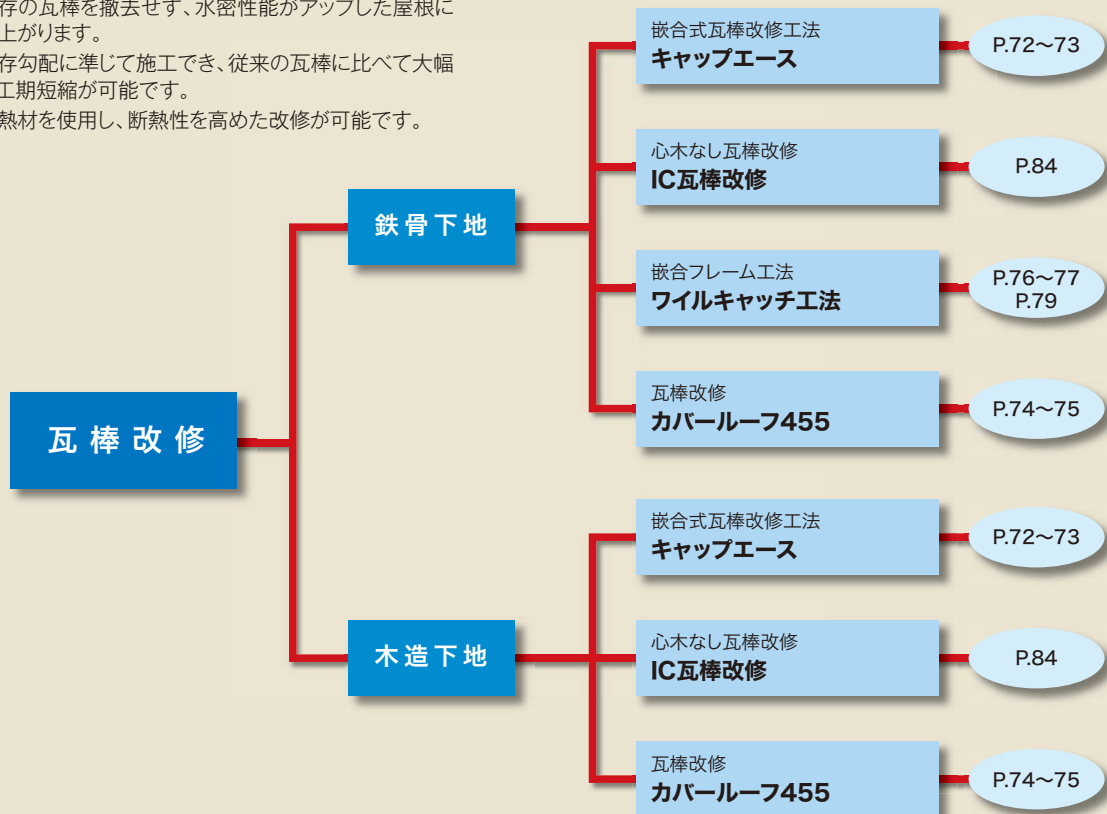 存の瓦棒を撤去せず、水密性能がアップした屋根に
上がります。
存勾配に準じて施工でき、従来の瓦棒に比べて大幅
工期短縮が可能です。
熱材を使用し、断熱性を高めた改修が可能です。
瓦棒改修
鉄骨下地
嵌合式瓦棒改修工法
キャップエース
P.72〜73
心木なし瓦棒改修
IC瓦棒改修
P.84
嵌合フレーム工法
ワイルキャッチ工法
P.76〜77
P.79
瓦棒改修
カバールーフ455
P.74〜75
木造下地
嵌合式瓦棒改修工法
キャップエース
P.72〜73
心木なし瓦棒改修
IC瓦棒改修
P.84
瓦棒改修
カバールーフ455
P.74〜75